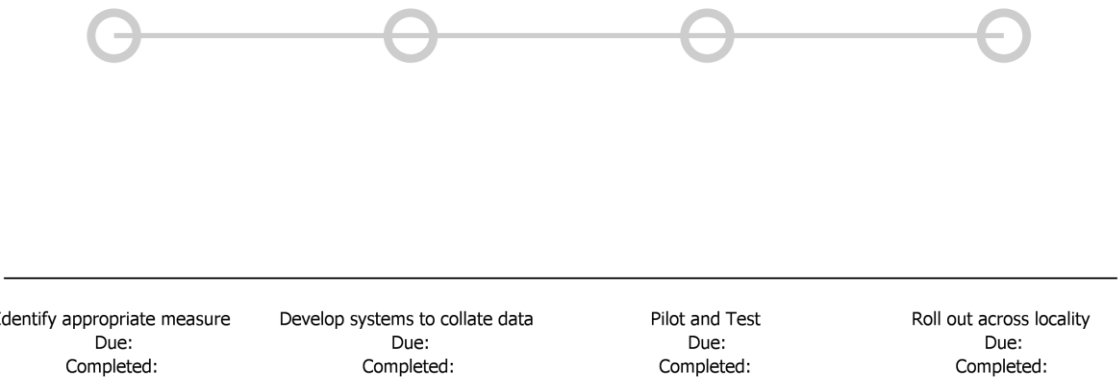 Identify appropriate measure
Due:
Completed:
Develop systems to collate data
Due:
Completed:
Pilot and Test
Due:
Completed:
Roll out across locality
Due:
Completed: